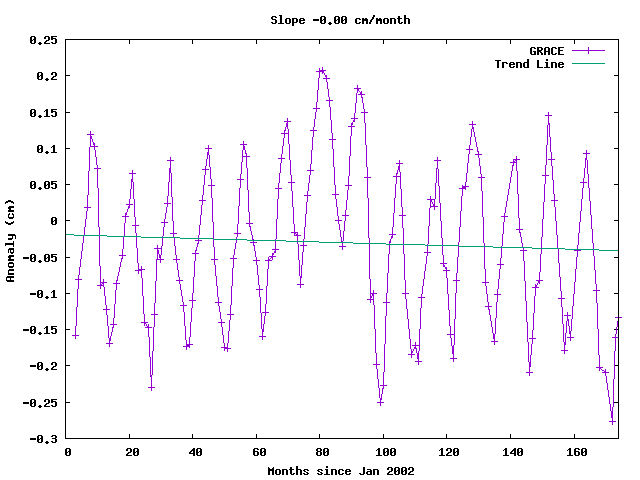 Slope -0.00 cm/month
GRACE
Trend Line
0.25
0.2
0.15
0.1
0.05
0
-0.05
-0.1
-0.15
-0.2
-0.25
-0.3
Anomaly (cm)
0 20 40 60 80 100 120 140 160
Months since Jan 2002